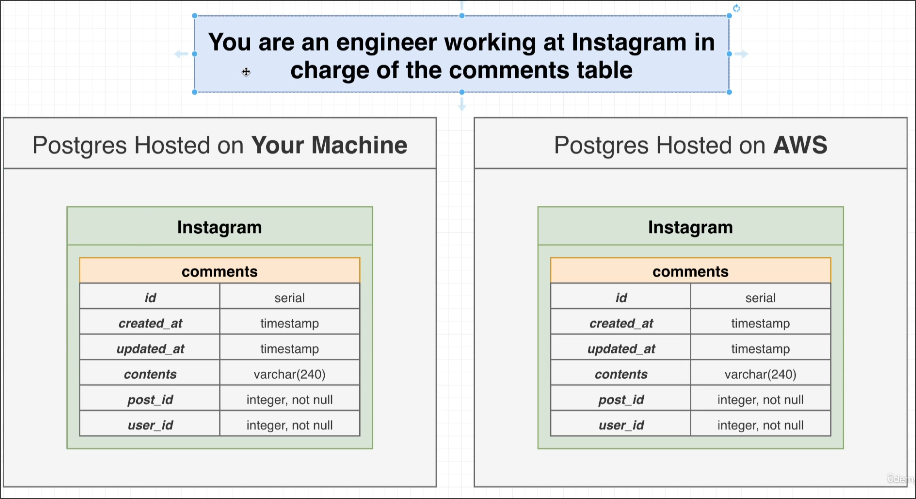 You are an engineer working at Instagram in
charge of the comments table
Postgres Hosted on Your Machine
Instagram
comments
id serial
created_at timestamp
updated_at timestamp
contents varchar(240)
post_id integer, not null
user_id integer, not null
Postgres Hosted on AWS
Instagram
comments
id serial
created_at timestamp
updated_at timestamp
contents varchar(240)
post_id integer, not null
user_id integer, not null